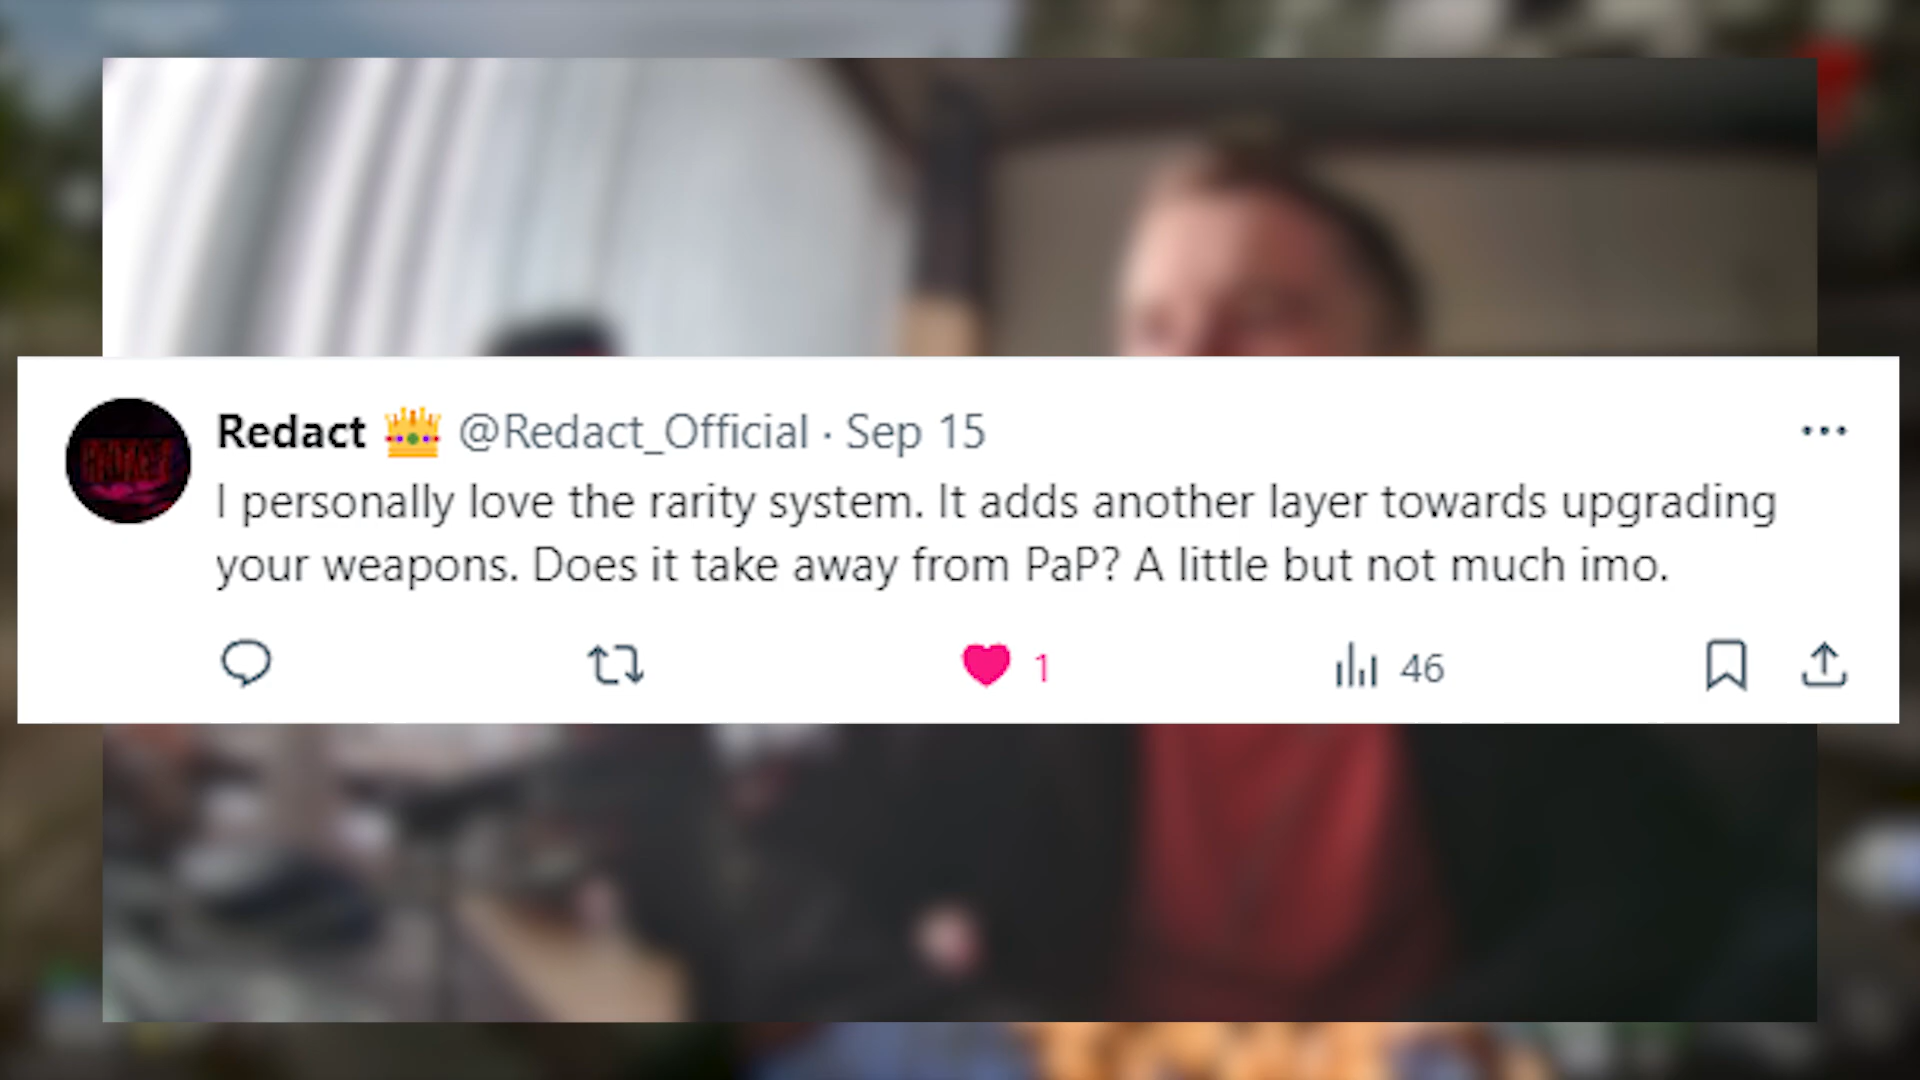 Redact 👑 @Redact_Official · Sep 15
I personally love the rarity system. It adds another layer towards upgrading
your weapons. Does it take away from PaP? A little but not much imo.
1 46